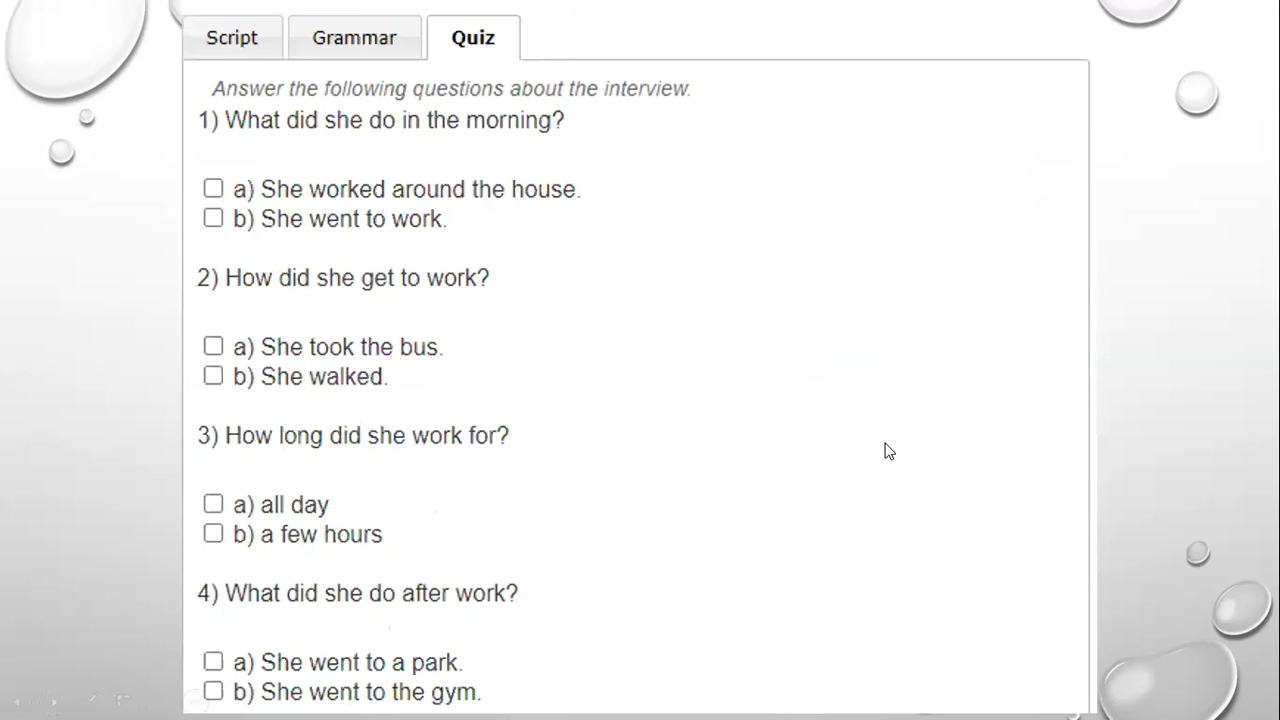 Script Grammar Quiz
Answer the following questions about the interview.
1) What did she do in the morning?
a) She worked around the house.
b) She went to work.
2) How did she get to work?
a) She took the bus.
b) She walked.
3) How long did she work for?
a) all day
b) a few hours
4) What did she do after work?
a) She went to a park.
b) She went to the gym.